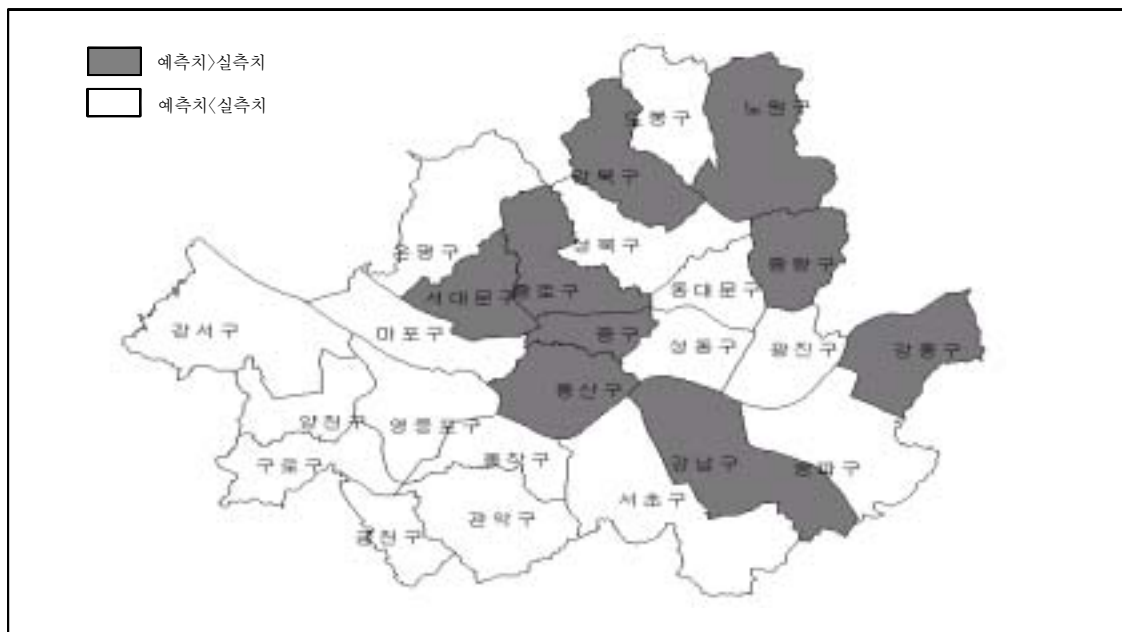 예측치>실측치
예측치<실측치
노원구
도봉구
강북구
은평구
성북구
중랑구
서대문구
종로구
동대문구
강서구
마포구
중구
성동구
광진구
강동구
용산구
양천구
영등포구
구로구
동작구
강남구
송파구
서초구
관악구
금천구